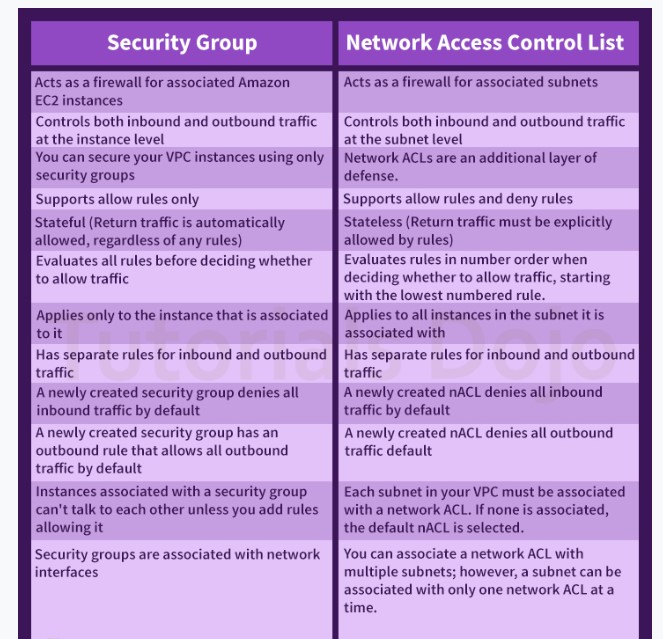 Security Group
Network Access Control List
Acts as a firewall for associated Amazon
EC2 instances
Acts as a firewall for associated subnets
Controls both inbound and outbound traffic
at the instance level
Controls both inbound and outbound traffic
at the subnet level
You can secure your VPC instances using only
security groups
Network ACLs are an additional layer of
defense.
Supports allow rules only
Supports allow rules and deny rules
Stateful (Return traffic is automatically
allowed, regardless of any rules)
Stateless (Return traffic must be explicitly
allowed by rules)
Evaluates all rules before deciding whether
to allow traffic
Evaluates rules in number order when
deciding whether to allow traffic, starting
with the lowest numbered rule.
Applies only to the instance that is associated
to it
Applies to all instances in the subnet it is
associated with
Has separate rules for inbound and outbound
traffic
Has separate rules for inbound and outbound
traffic
A newly created security group denies all
inbound traffic by default
A newly created nACL denies all inbound
traffic by default
A newly created security group has an
outbound rule that allows all outbound
traffic by default
A newly created nACL denies all outbound
traffic default
Instances associated with a security group
can't talk to each other unless you add rules
allowing it
Each subnet in your VPC must be associated
with a network ACL. If none is associated,
the default nACL is selected.
Security groups are associated with network
interfaces
You can associate a network ACL with
multiple subnets; however, a subnet can be
associated with only one network ACL at a
time.
Tutorials Dojo